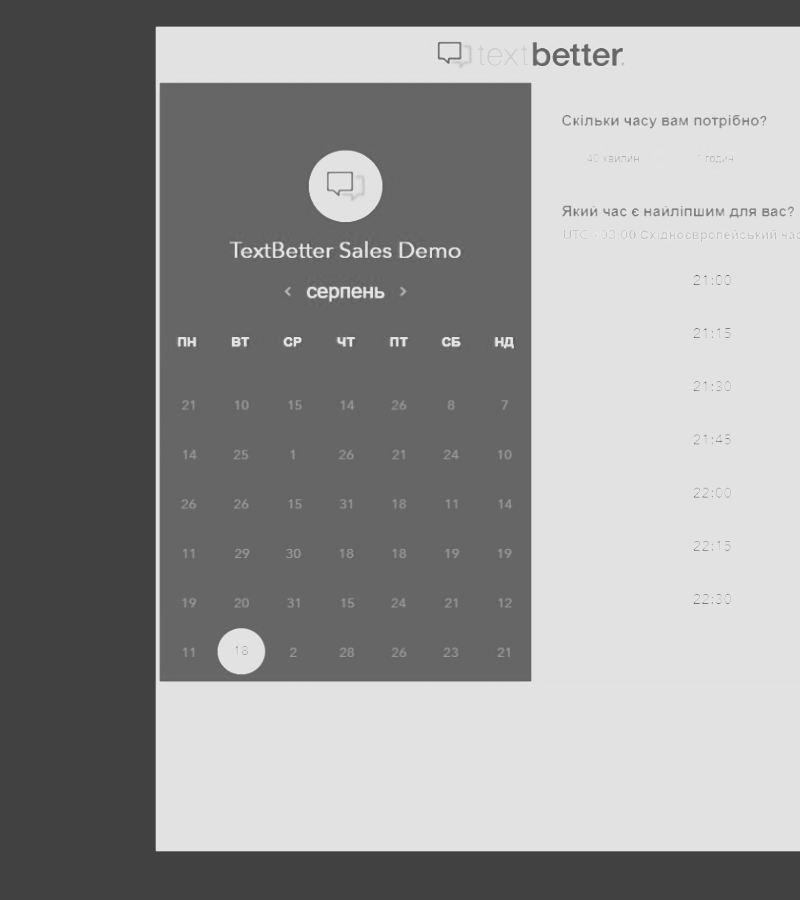 textbetter.
TextBetter Sales Demo
серпень
ПН ВТ СР ЧТ ПТ СБ НД
21 10 15 14 26 8 7
14 25 1 26 21 24 10
26 26 15 31 18 11 14
11 29 30 18 18 19 19
19 20 31 15 24 21 12
11 18 2 28 26 23 21
Скільки часу вам потрібно?
40 хвилин 1 годин
Який час є найліпшим для вас?
UTC +03:00 Східноєвропейський час
21:00
21:15
21:30
21:45
22:00
22:15
22:30